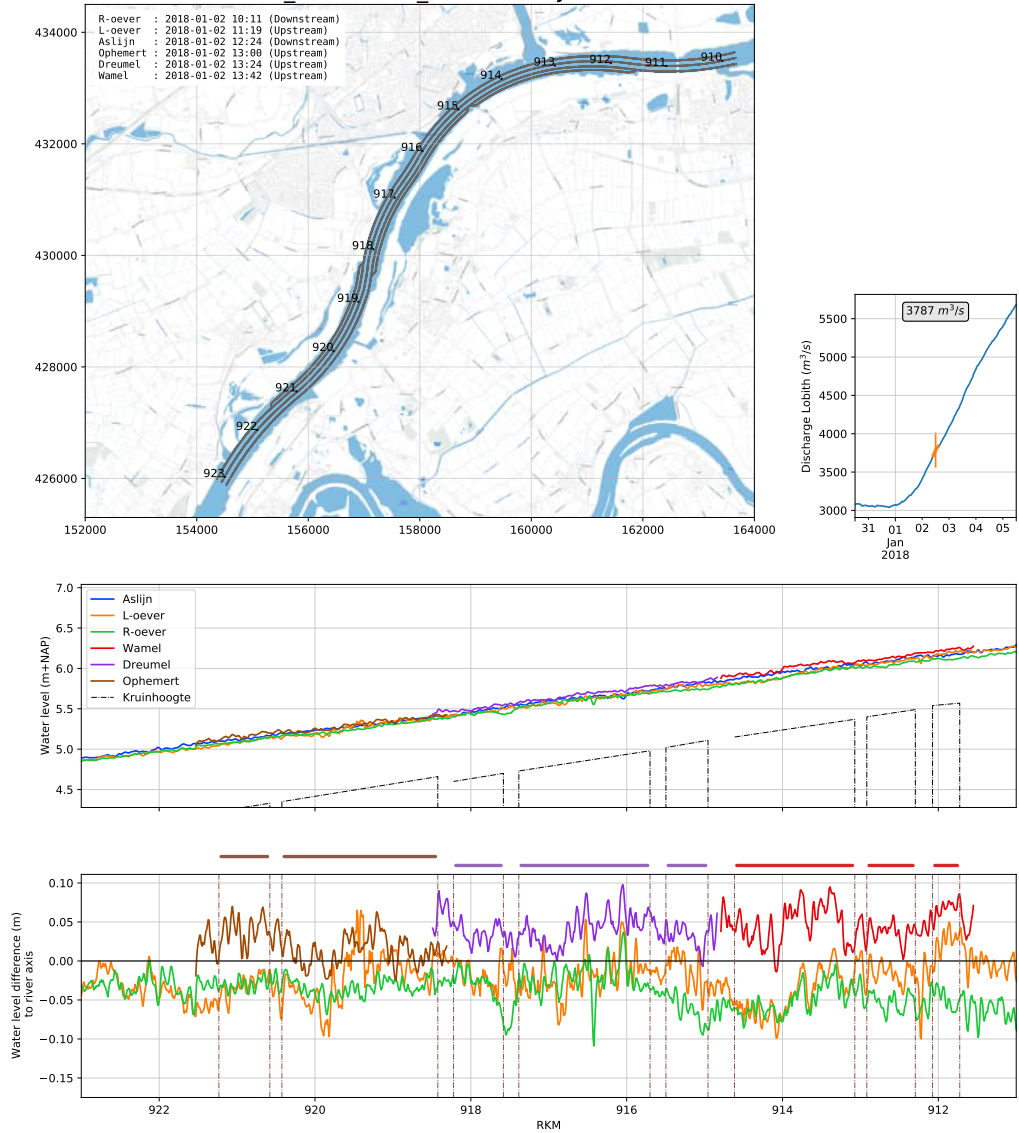 R-oever : 2018-01-02 10:11 (Downstream)
L-oever : 2018-01-02 11:19 (Upstream)
Aslijn : 2018-01-02 12:24 (Downstream)
Ophemert : 2018-01-02 13:00 (Upstream)
Dreumel : 2018-01-02 13:24 (Upstream)
Wamel : 2018-01-02 13:42 (Upstream)
434000
432000
430000
428000
426000
910
911
912
913
914
915
916
917
918
919
920
921
922
923
152000 154000 156000 158000 160000 162000 164000
3787 m³/s
Discharge Lobith (m³/s)
5500
5000
4500
4000
3500
3000
31 01 02 03 04 05
Jan
2018
Water level (m+NAP)
7.0
6.5
6.0
5.5
5.0
4.5
Aslijn
L-oever
R-oever
Wamel
Dreumel
Ophemert
Kruinhoogte
Water level difference (m)
to river axis
0.10
0.05
0.00
−0.05
−0.10
−0.15
922 920 918 916 914 912
RKM